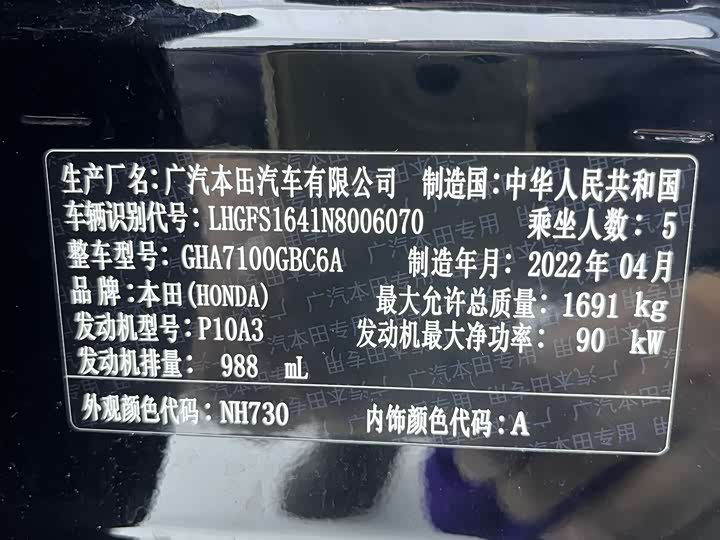 生产厂名: 广汽本田汽车有限公司 制造国: 中华人民共和国
车辆识别代号: LHGFS1641N8006070 乘坐人数: 5
整车型号: GHA7100GBC6A 制造年月: 2022年 04月
品 牌: 本田(HONDA) 最大允许总质量: 1691 kg
发动机型号: P10A3 发动机最大净功率: 90 kW
发动机排量: 988 mL
外观颜色代码: NH730 内饰颜色代码: A